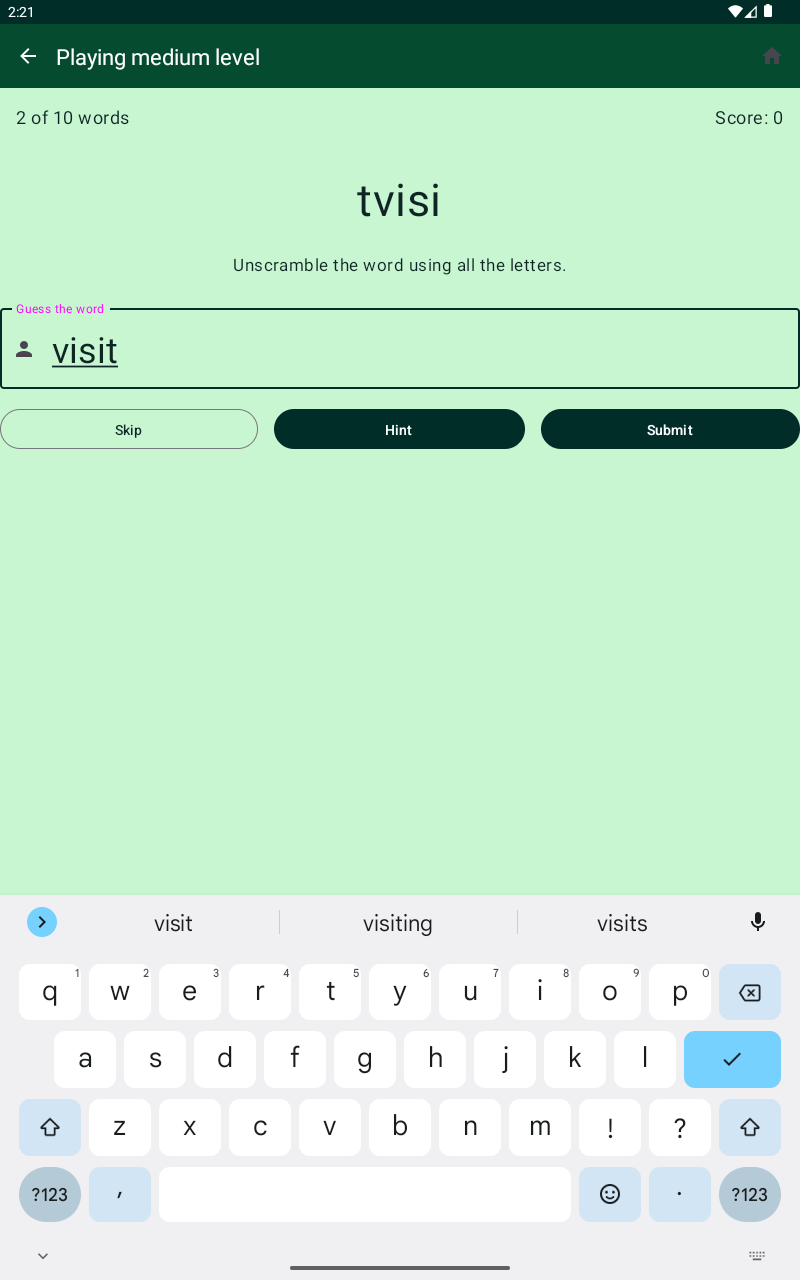 2:21
Playing medium level
2 of 10 words Score: 0
tvisi
Unscramble the word using all the letters.
Guess the word
visit
Skip Hint Submit
visit visiting visits
q 1 w 2 e 3 r 4 t 5 y 6 u 7 i 8 o 9 p 0
a s d f g h j k l
z x c v b n m ! ?
?123 , . ?123